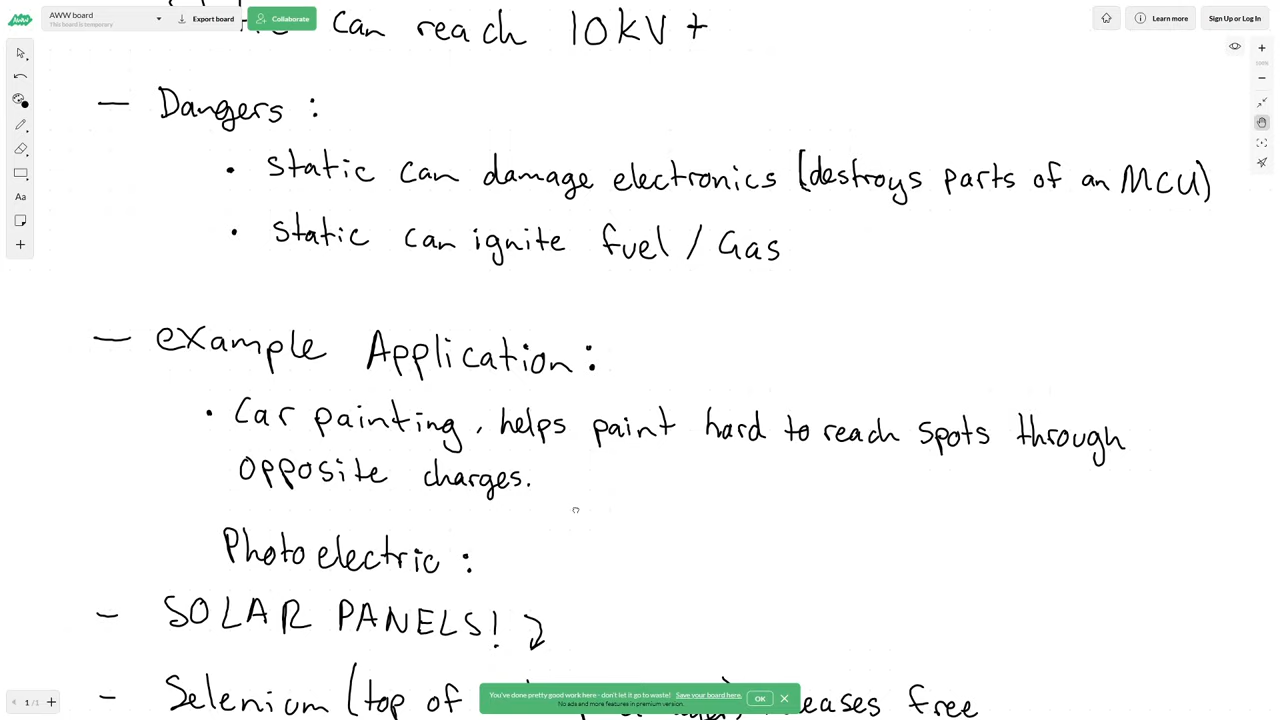 AWW board
This board is temporary
Export board
Collaborate
Learn more
Sign Up or Log In
can reach 10kV +
100%
— Dangers :
• static can damage electronics (destroys parts of an MCU)
• static can ignite fuel / Gas
Aa
— example Application :
• Car painting, helps paint hard to reach spots through
opposite charges.
Photoelectric :
- SOLAR PANELS!
- Selenium (top of
free
You've done pretty good work here - don't let it go to waste! Save your board here.
No ads and more features in premium version.
OK
1 / 1